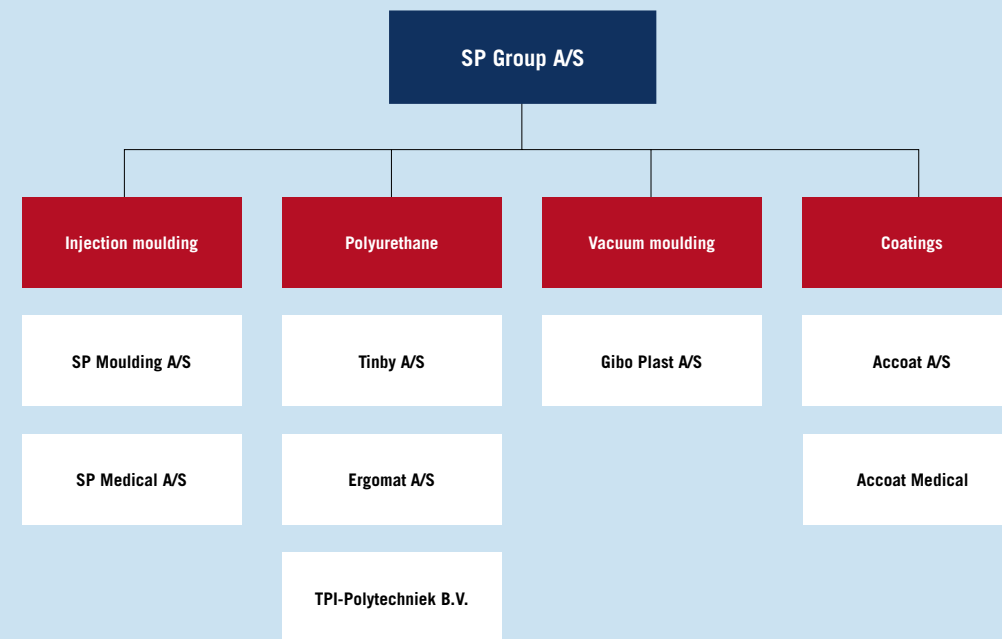 SP Group A/S
Injection moulding
Polyurethane
Vacuum moulding
Coatings
SP Moulding A/S
Tinby A/S
Gibo Plast A/S
Accoat A/S
SP Medical A/S
Ergomat A/S
Accoat Medical
TPI-Polytechniek B.V.